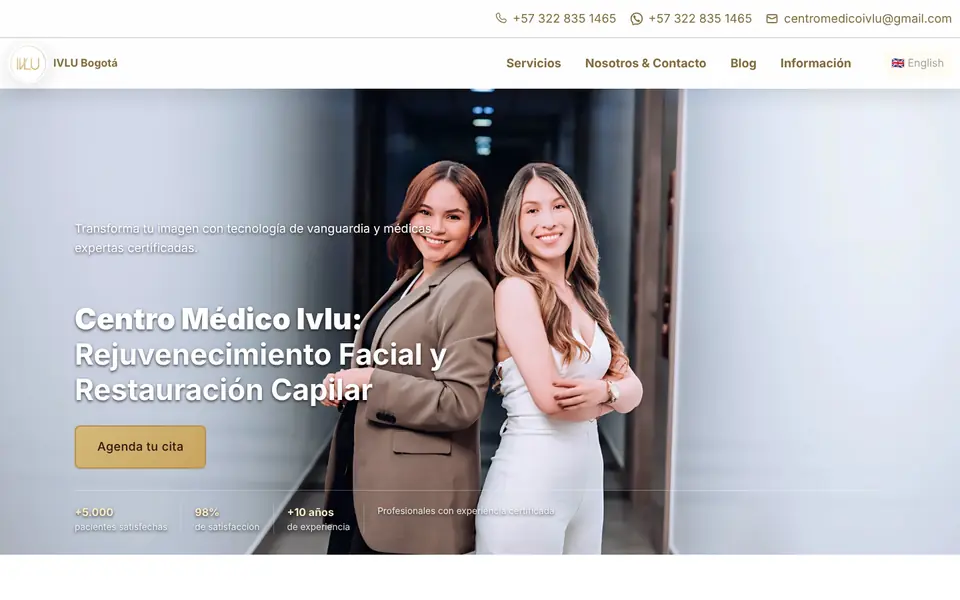 +57 322 835 1465
+57 322 835 1465
centromedicoivlu@gmail.com
IVLU
IVLU Bogotá
Servicios
Nosotros & Contacto
Blog
Información
English
Transforma tu imagen con tecnología de vanguardia y médicas
expertas certificadas.
Centro Médico Ivlu:
Rejuvenecimiento Facial y
Restauración Capilar
Agenda tu cita
+5.000
pacientes satisfechas
98%
de satisfacción
+10 años
de experiencia
Profesionales con experiencia certificada